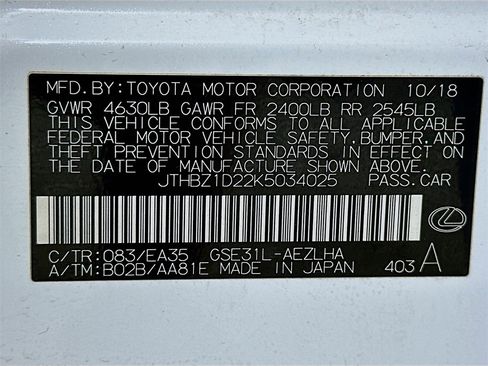 MFD.BY:TOYOTA MOTOR CORPORATION 10/18
GVWR 4630LB GAWR FR 2400LB RR 2545LB
THIS VEHICLE CONFORMS TO ALL APPLICABLE
FEDERAL MOTOR VEHICLE SAFETY,BUMPER,AND
THEFT PREVENTION STANDARDS IN EFFECT ON
THE DATE OF MANUFACTURE SHOWN ABOVE.
JTHBZ1D22K5034025 PASS.CAR
C/TR:083/EA35 GSE31L-AEZLHA
A/TM:B02B/AA81E MADE IN JAPAN 403 A